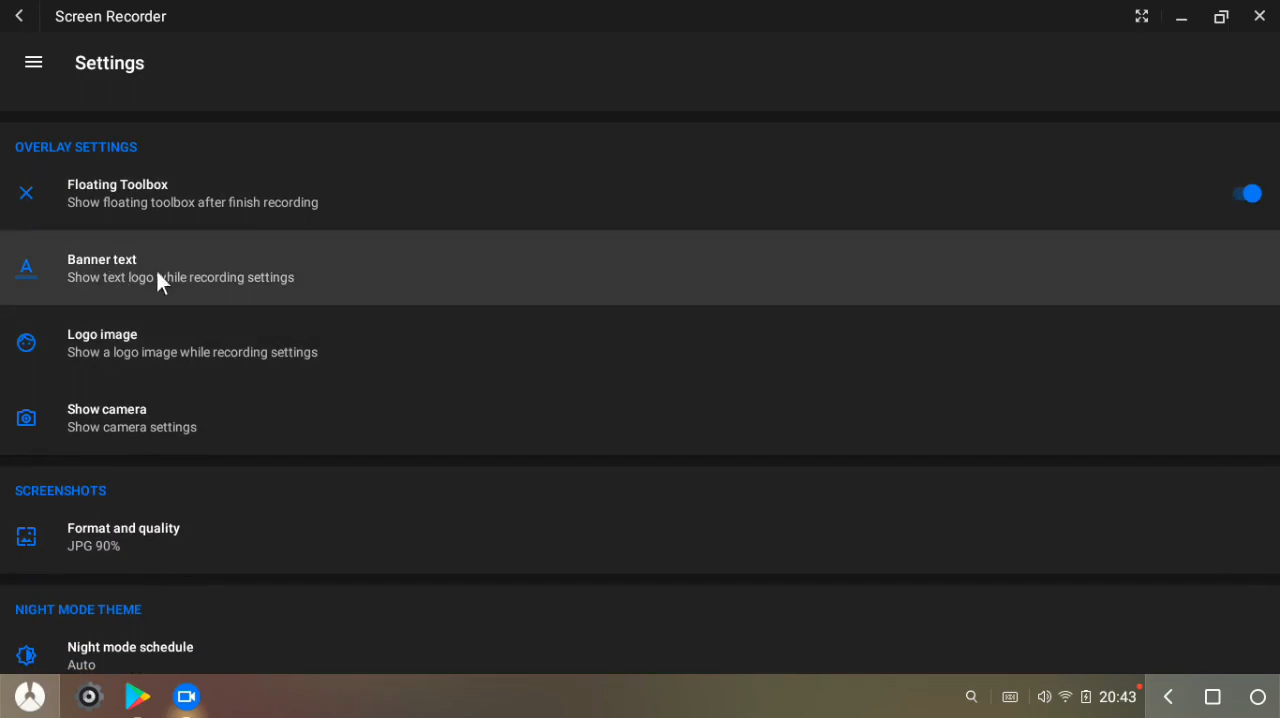 Screen Recorder
Settings
OVERLAY SETTINGS
Floating Toolbox
Show floating toolbox after finish recording
Banner text
Show text logo while recording settings
Logo image
Show a logo image while recording settings
Show camera
Show camera settings
SCREENSHOTS
Format and quality
JPG 90%
NIGHT MODE THEME
Night mode schedule
Auto
20:43